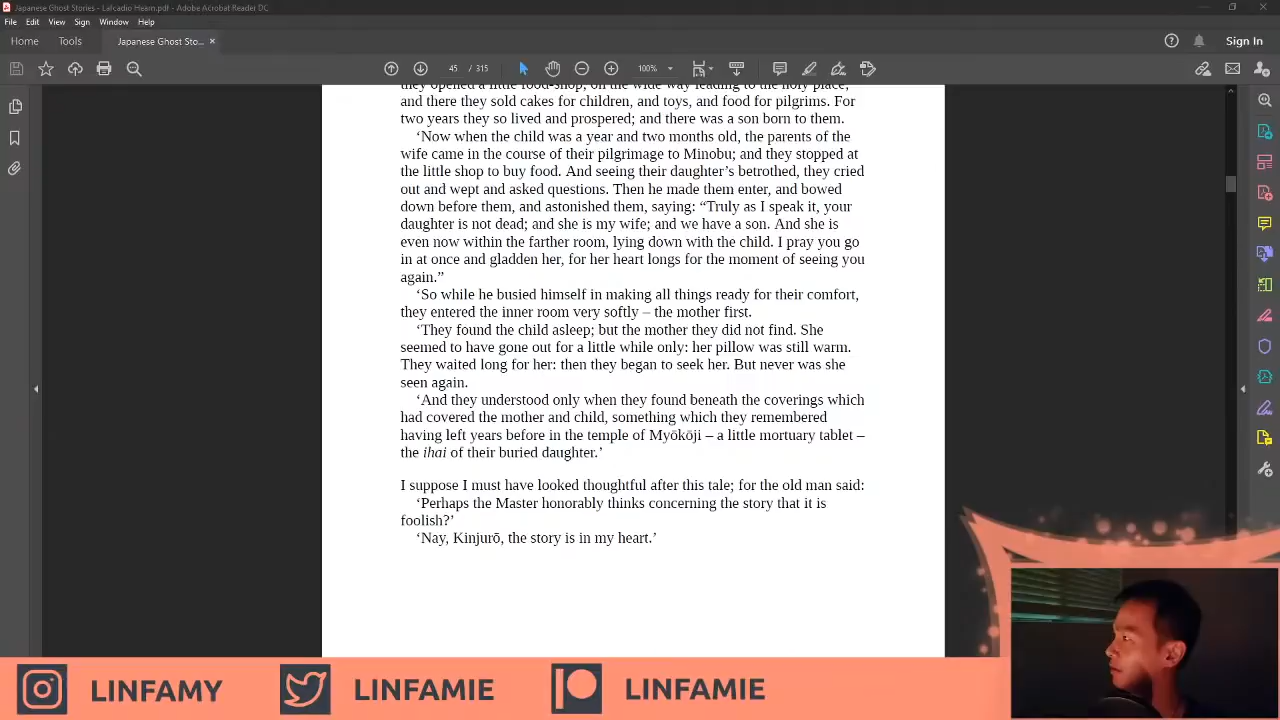 Japanese Ghost Stories - Lafcadio Hearn.pdf - Adobe Acrobat Reader DC
File Edit View Sign Window Help
Home Tools Japanese Ghost Sto... × Sign In
45 / 315 100%
they opened a little food-shop, on the wide way leading to the holy place,
and there they sold cakes for children, and toys, and food for pilgrims. For
two years they so lived and prospered; and there was a son born to them.
‘Now when the child was a year and two months old, the parents of the
wife came in the course of their pilgrimage to Minobu; and they stopped at
the little shop to buy food. And seeing their daughter’s betrothed, they cried
out and wept and asked questions. Then he made them enter, and bowed
down before them, and astonished them, saying: “Truly as I speak it, your
daughter is not dead; and she is my wife; and we have a son. And she is
even now within the farther room, lying down with the child. I pray you go
in at once and gladden her, for her heart longs for the moment of seeing you
again.”
‘So while he busied himself in making all things ready for their comfort,
they entered the inner room very softly – the mother first.
‘They found the child asleep; but the mother they did not find. She
seemed to have gone out for a little while only: her pillow was still warm.
They waited long for her: then they began to seek her. But never was she
seen again.
‘And they understood only when they found beneath the coverings which
had covered the mother and child, something which they remembered
having left years before in the temple of Myōkōji – a little mortuary tablet –
the ihai of their buried daughter.’
I suppose I must have looked thoughtful after this tale; for the old man said:
‘Perhaps the Master honorably thinks concerning the story that it is
foolish?’
‘Nay, Kinjurō, the story is in my heart.’
LINFAMY LINFAMIE LINFAMIE